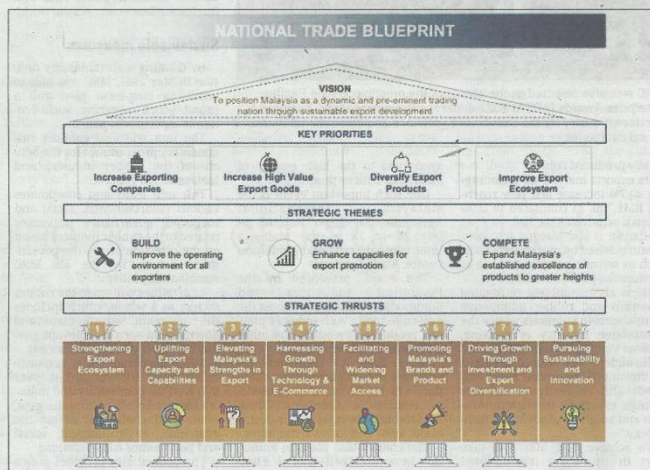 NATIONAL TRADE BLUEPRINT
VISION
To position Malaysia as a dynamic and pre-eminent trading
nation through sustainable export development
KEY PRIORITIES
Increase Exporting
Companies
Increase High Value
Export Goods
Diversify Export
Products
Improve Export
Ecosystem
STRATEGIC THEMES
BUILD
Improve the operating
environment for all
exporters
GROW
Enhance capacities for
export promotion
COMPETE
Expand Malaysia's
established excellence of
products to greater heights
STRATEGIC THRUSTS
1
Strengthening
Export
Ecosystem
2
Uplifting
Export
Capacity and
Capabilities
3
Elevating
Malaysia's
Strengths in
Export
4
Harnessing
Growth
Through
Technology &
E-Commerce
5
Facilitating
and
Widening
Market
Access
6
Promoting
Malaysia's
Brands and
Product
7
Driving Growth
Through
Investment and
Export
Diversification
8
Pursuing
Sustainability
and
Innovation